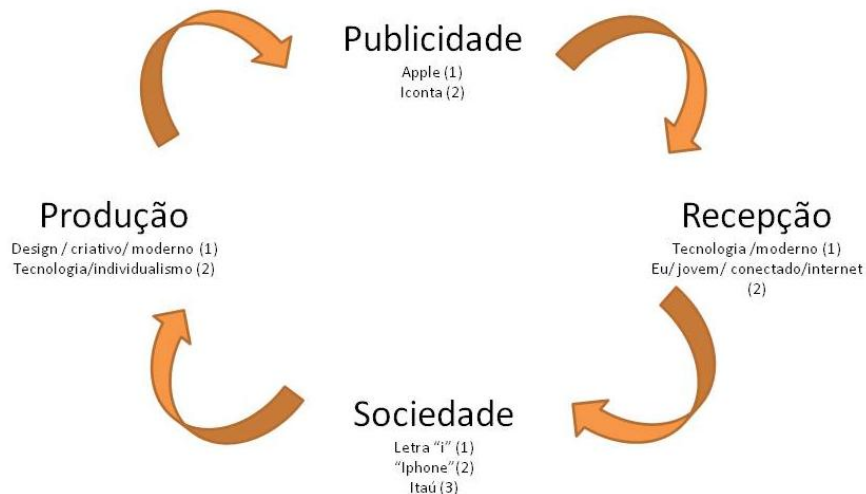 Publicidade
Apple (1)
Iconta (2)
Produção
Design / criativo/ moderno (1)
Tecnologia/individualismo (2)
Recepção
Tecnologia /moderno (1)
Eu/ jovem/ conectado/internet
(2)
Sociedade
Letra “i” (1)
“Iphone”(2)
Itaú (3)